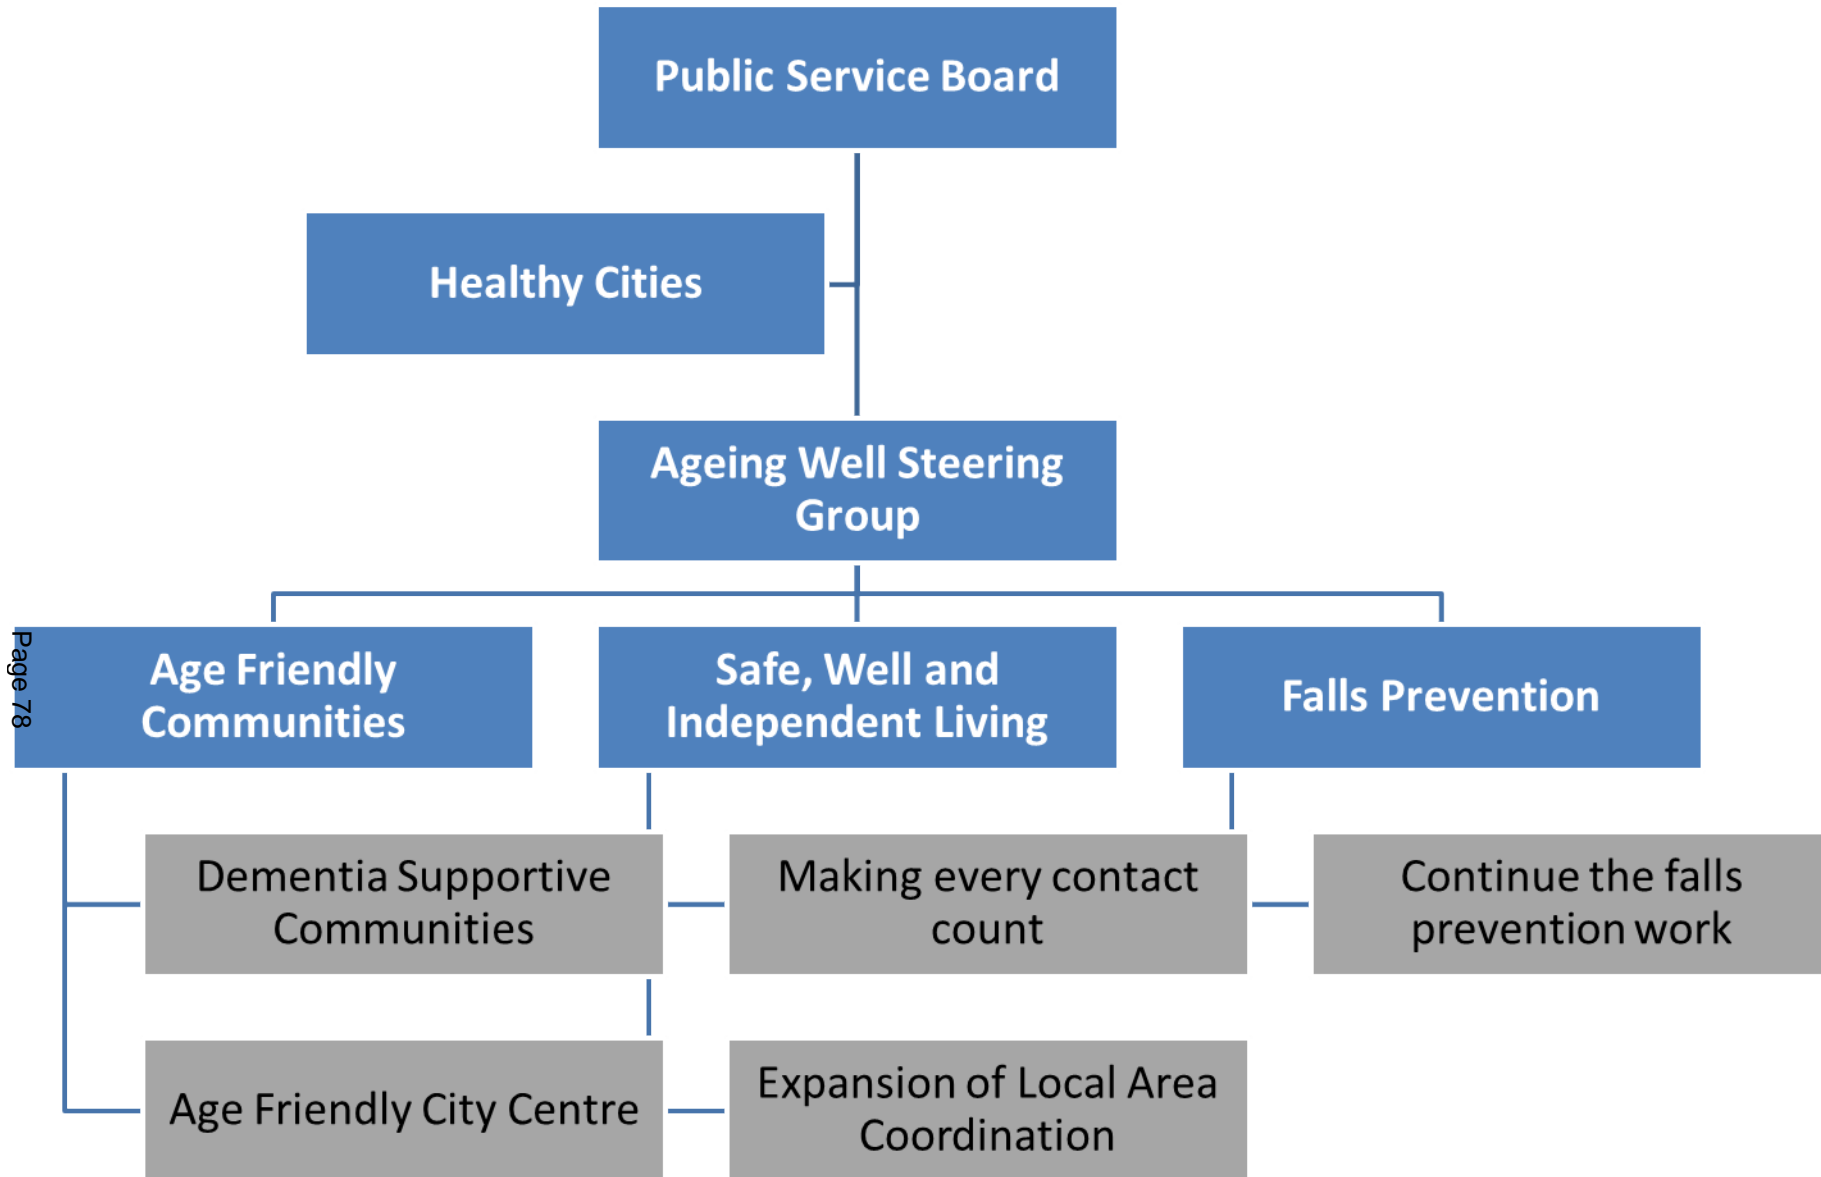 Public Service Board
Healthy Cities
Ageing Well Steering
Group
Age Friendly
Communities
Safe, Well and
Independent Living
Falls Prevention
Dementia Supportive
Communities
Making every contact
count
Continue the falls
prevention work
Age Friendly City Centre
Expansion of Local Area
Coordination
Page 78